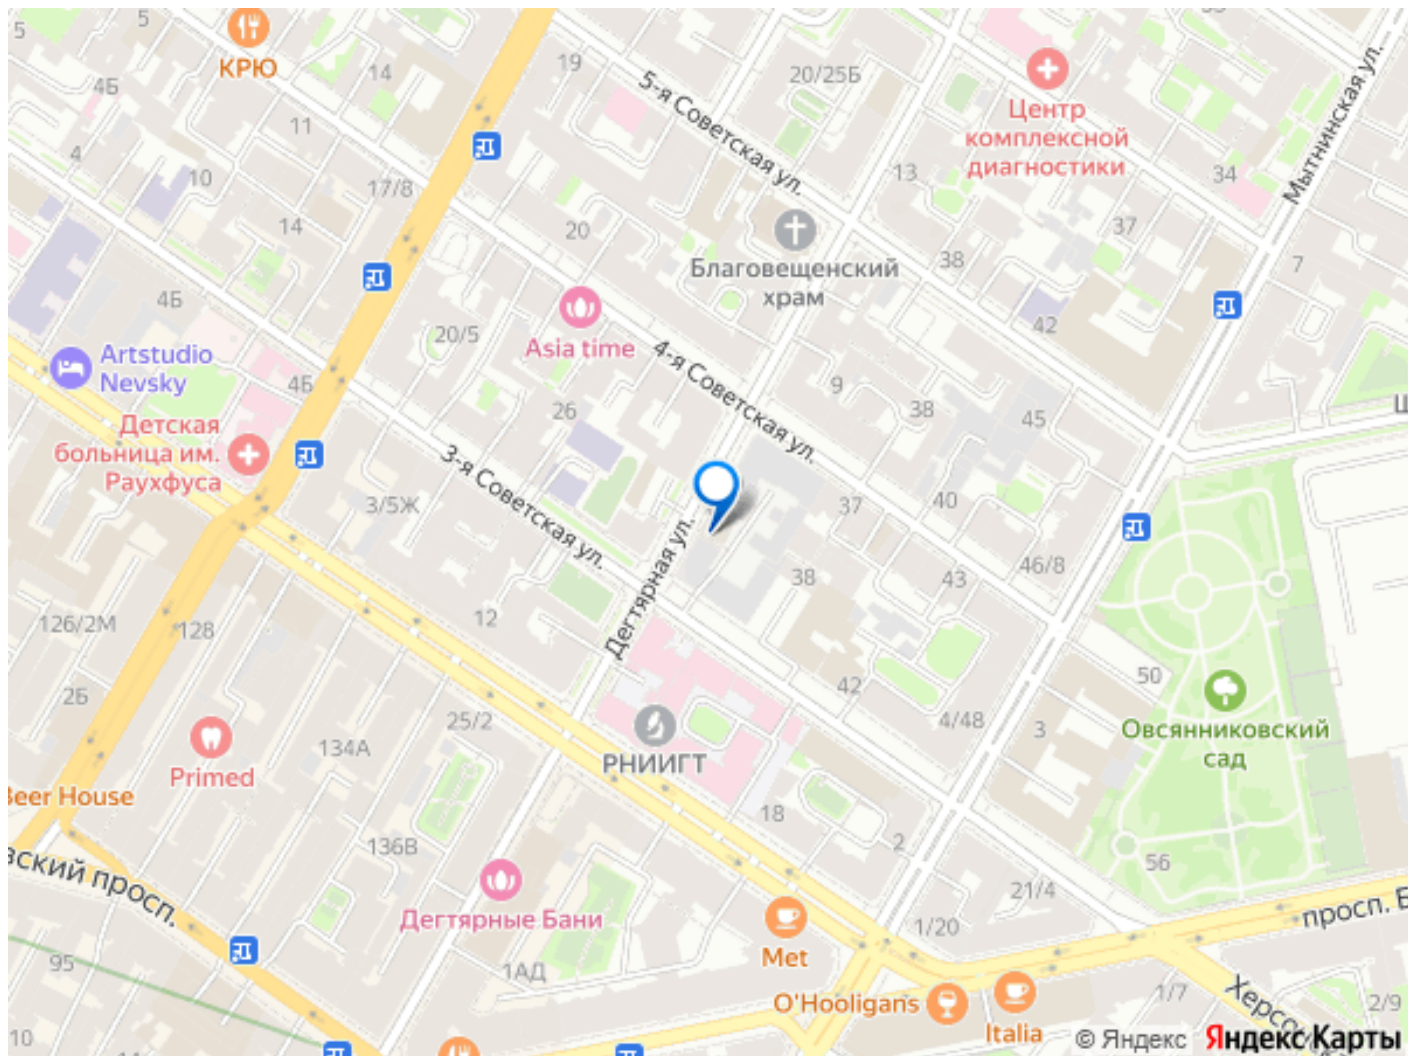 5
5
КРЮ
14
19
20/25Б
5-я Советская ул.
Центр
комплексной
диагностики
Мытнинская ул.
4Б
11
4
10
17/8
13
34
14
20
37
38
7
Благовещенский
храм
4Б
20/5
42
Artstudio
Nevsky
Asia time
4-я Советская ул.
9
4Б
26
38
45
Детская
больница им.
Раухфуса
3-я Советская ул.
3/5Ж
37
40
Дегтярная ул.
38
43
46/8
126/2М
128
12
2Б
42
50
25/2
4/48
3
Овсянниковский
сад
134А
РНИИГТ
Primed
Beer House
18
2
136В
56
вский просп.
21/4
Дегтярные Бани
1/20
просп. Б
Met
95
1АД
O'Hooligans
Italia
1/7
Херсо
2/9
10
© Яндекс Яндекс Карты